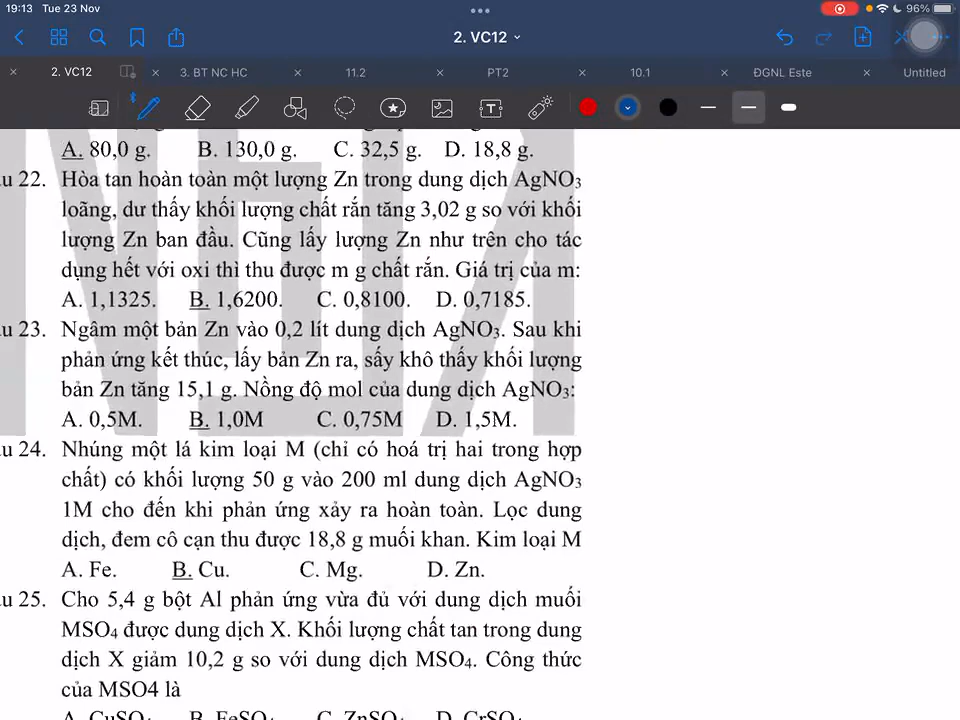 19:13 Tue 23 Nov
96%
2. VC12
2. VC12
3. BT NC HC
11.2
PT2
10.1
ĐGNL Este
Untitled
A. 80,0 g. B. 130,0 g. C. 32,5 g. D. 18,8 g.
u 22. Hòa tan hoàn toàn một lượng Zn trong dung dịch AgNO₃
loãng, dư thấy khối lượng chất rắn tăng 3,02 g so với khối
lượng Zn ban đầu. Cũng lấy lượng Zn như trên cho tác
dụng hết với oxi thì thu được m g chất rắn. Giá trị của m:
A. 1,1325. B. 1,6200. C. 0,8100. D. 0,7185.
u 23. Ngâm một bản Zn vào 0,2 lít dung dịch AgNO₃. Sau khi
phản ứng kết thúc, lấy bản Zn ra, sấy khô thấy khối lượng
bản Zn tăng 15,1 g. Nồng độ mol của dung dịch AgNO₃:
A. 0,5M. B. 1,0M C. 0,75M D. 1,5M.
u 24. Nhúng một lá kim loại M (chỉ có hoá trị hai trong hợp
chất) có khối lượng 50 g vào 200 ml dung dịch AgNO₃
1M cho đến khi phản ứng xảy ra hoàn toàn. Lọc dung
dịch, đem cô cạn thu được 18,8 g muối khan. Kim loại M
A. Fe. B. Cu. C. Mg. D. Zn.
u 25. Cho 5,4 g bột Al phản ứng vừa đủ với dung dịch muối
MSO₄ được dung dịch X. Khối lượng chất tan trong dung
dịch X giảm 10,2 g so với dung dịch MSO₄. Công thức
của MSO4 là
A. CuSO₄ B. FeSO₄ C. ZnSO₄ D. CrSO₄